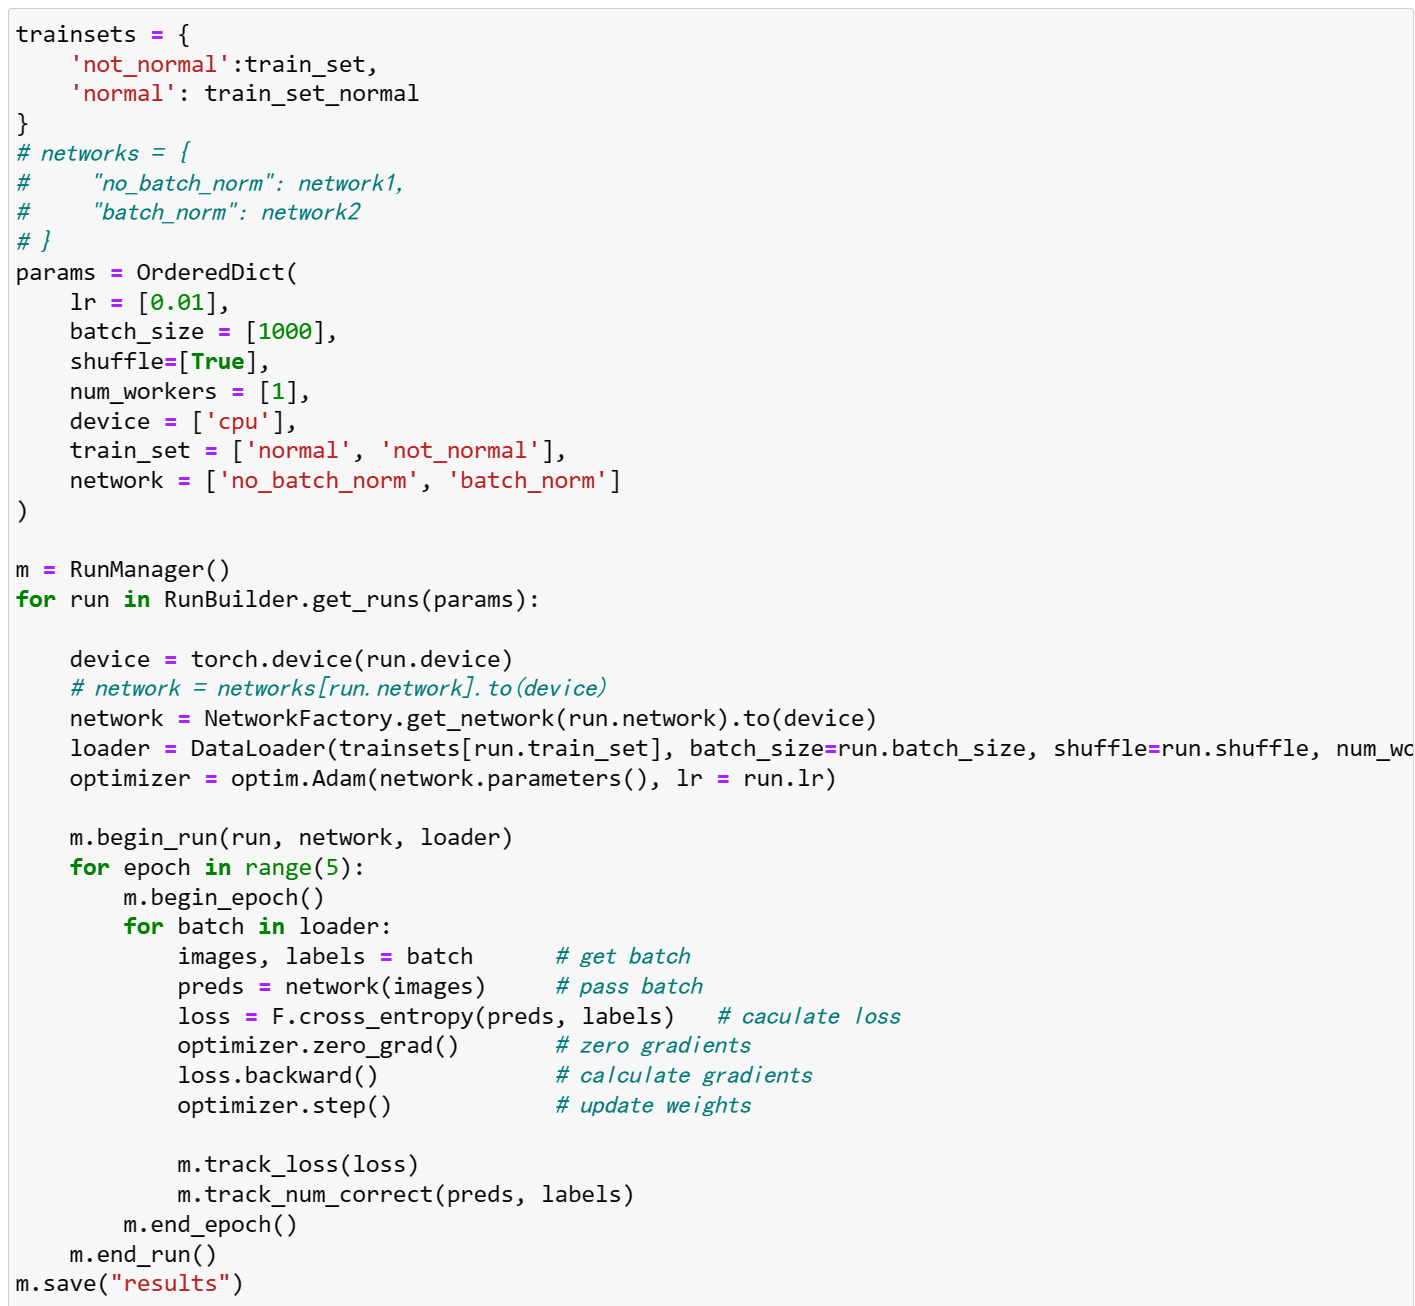 trainsets = {
    'not_normal':train_set,
    'normal': train_set_normal
}
# networks = {
#     "no_batch_norm": network1,
#     "batch_norm": network2
# }
params = OrderedDict(
    lr = [0.01],
    batch_size = [1000],
    shuffle=[True],
    num_workers = [1],
    device = ['cpu'],
    train_set = ['normal', 'not_normal'],
    network = ['no_batch_norm', 'batch_norm']
)

m = RunManager()
for run in RunBuilder.get_runs(params):

    device = torch.device(run.device)
    # network = networks[run.network].to(device)
    network = NetworkFactory.get_network(run.network).to(device)
    loader = DataLoader(trainsets[run.train_set], batch_size=run.batch_size, shuffle=run.shuffle, num_wo
    optimizer = optim.Adam(network.parameters(), lr = run.lr)

    m.begin_run(run, network, loader)
    for epoch in range(5):
        m.begin_epoch()
        for batch in loader:
            images, labels = batch      # get batch
            preds = network(images)     # pass batch
            loss = F.cross_entropy(preds, labels)   # caculate loss
            optimizer.zero_grad()       # zero gradients
            loss.backward()             # calculate gradients
            optimizer.step()            # update weights

            m.track_loss(loss)
            m.track_num_correct(preds, labels)
        m.end_epoch()
    m.end_run()
m.save("results")